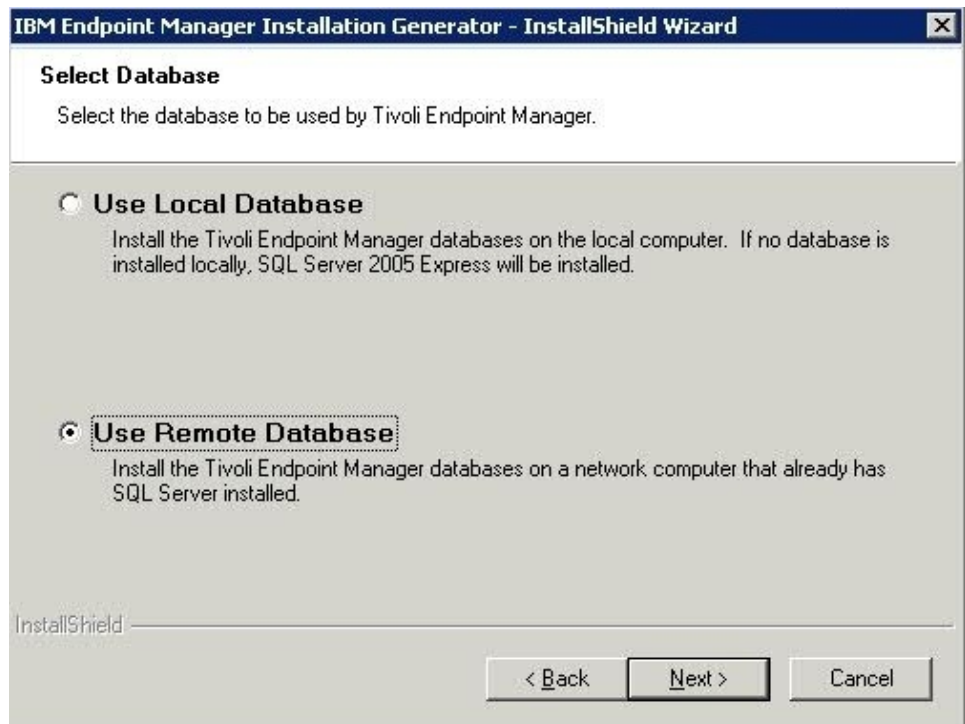 IBM Endpoint Manager Installation Generator - InstallShield Wizard
Select Database
Select the database to be used by Tivoli Endpoint Manager.
Use Local Database
Install the Tivoli Endpoint Manager databases on the local computer.  If no database is
installed locally, SQL Server 2005 Express will be installed.
Use Remote Database
Install the Tivoli Endpoint Manager databases on a network computer that already has
SQL Server installed.
InstallShield
< Back
Next >
Cancel